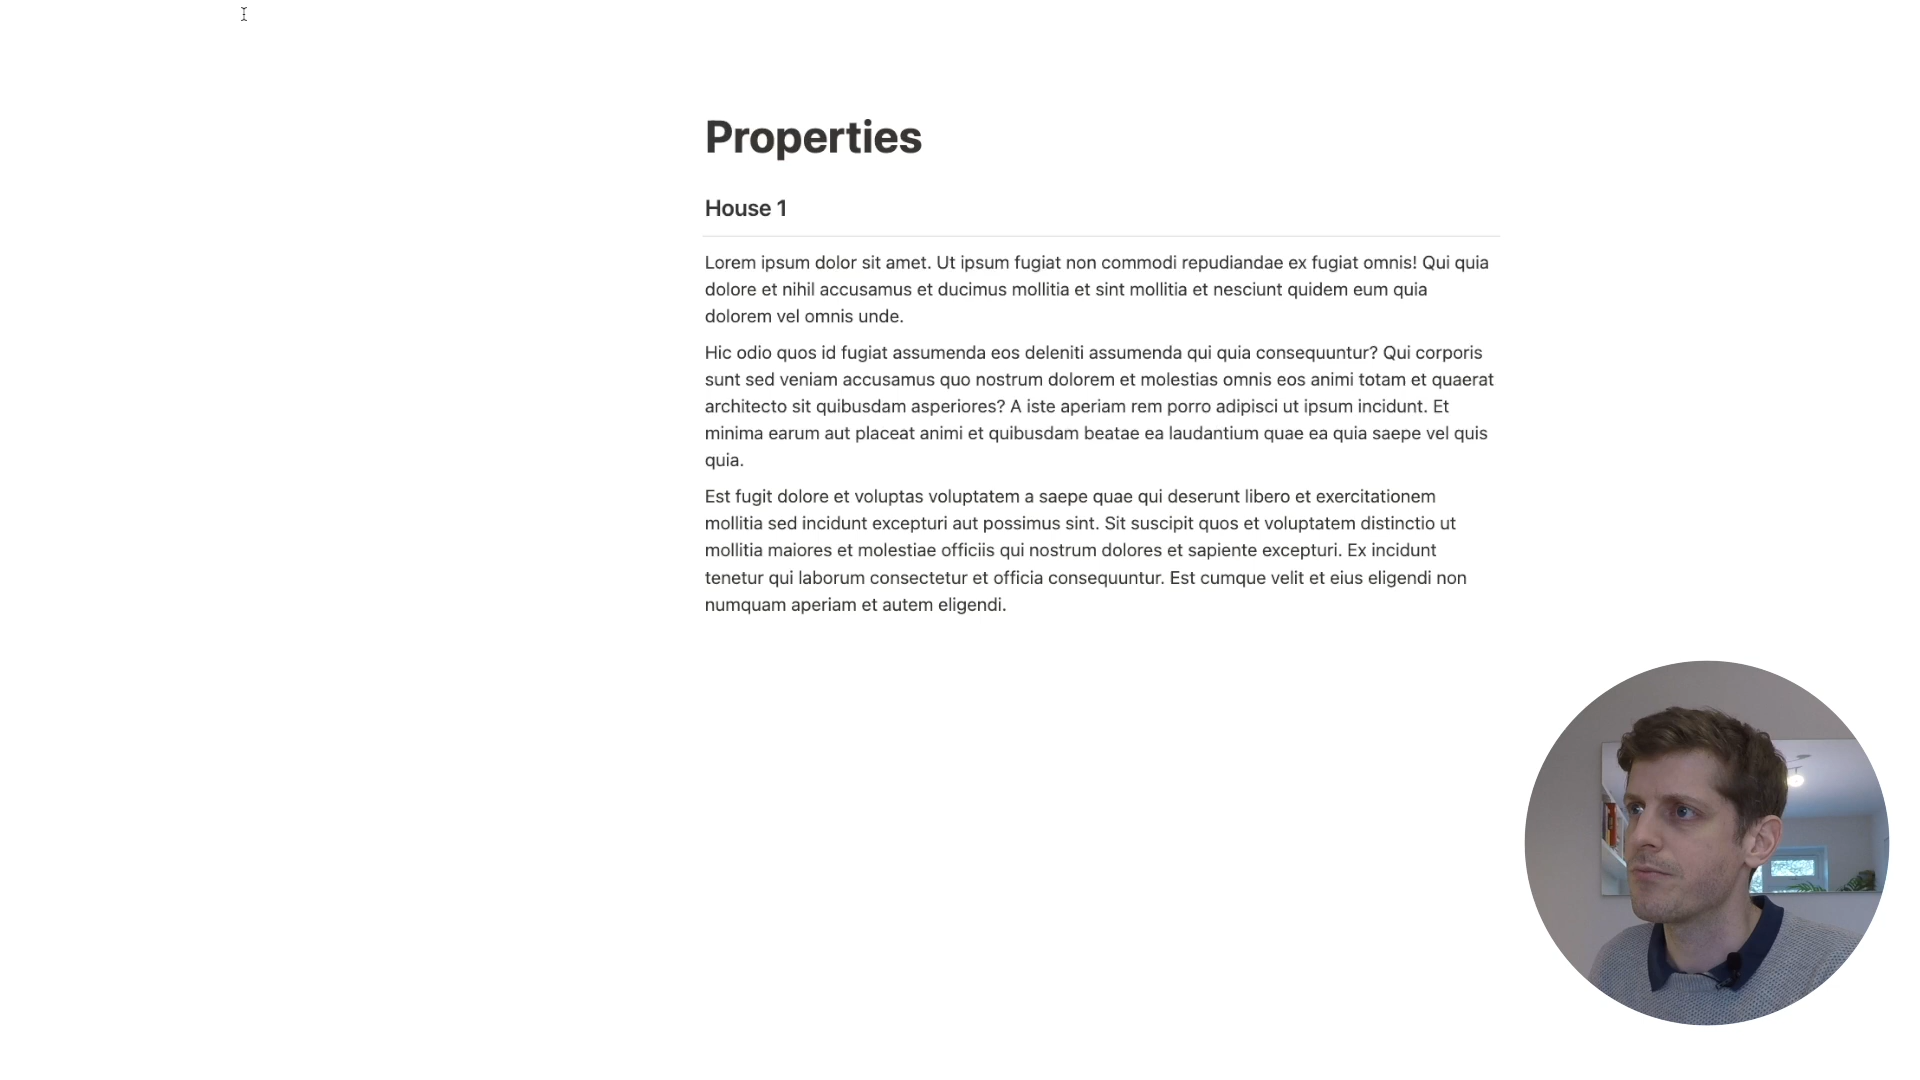 Properties
House 1
Lorem ipsum dolor sit amet. Ut ipsum fugiat non commodi repudiandae ex fugiat omnis! Qui quia
dolore et nihil accusamus et ducimus mollitia et sint mollitia et nesciunt quidem eum quia
dolorem vel omnis unde.
Hic odio quos id fugiat assumenda eos deleniti assumenda qui quia consequuntur? Qui corporis
sunt sed veniam accusamus quo nostrum dolorem et molestias omnis eos animi totam et quaerat
architecto sit quibusdam asperiores? A iste aperiam rem porro adipisci ut ipsum incidunt. Et
minima earum aut placeat animi et quibusdam beatae ea laudantium quae ea quia saepe vel quis
quia.
Est fugit dolore et voluptas voluptatem a saepe quae qui deserunt libero et exercitationem
mollitia sed incidunt excepturi aut possimus sint. Sit suscipit quos et voluptatem distinctio ut
mollitia maiores et molestiae officiis qui nostrum dolores et sapiente excepturi. Ex incidunt
tenetur qui laborum consectetur et officia consequuntur. Est cumque velit et eius eligendi non
numquam aperiam et autem eligendi.